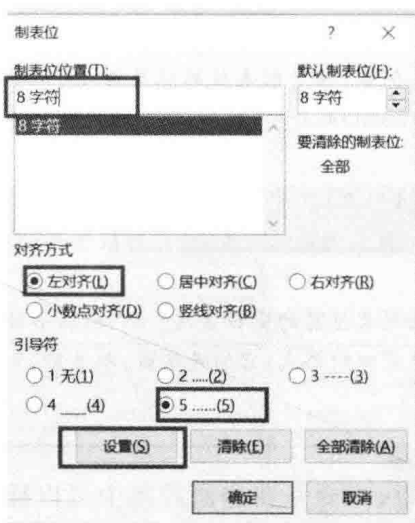 制表位 ? ×
制表位位置(T): 默认制表位(F):
8 字符 8 字符
8 字符
要清除的制表位:
全部
对齐方式
左对齐(L) 居中对齐(C) 右对齐(R)
小数点对齐(D) 竖线对齐(B)
引导符
1 无(1) 2 .....(2) 3 ----(3)
4 ___(4) 5 ......(5)
设置(S) 清除(E) 全部清除(A)
确定 取消